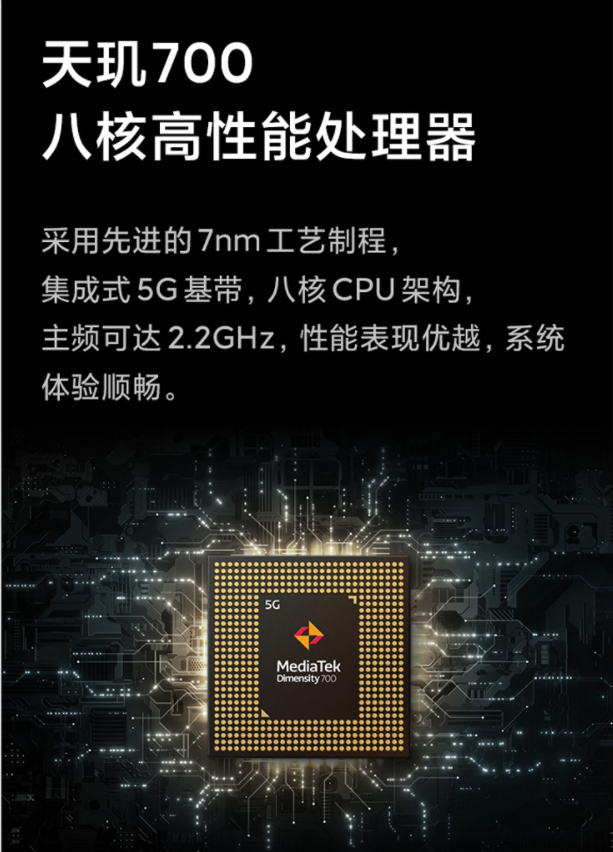 天玑700
八核高性能处理器
采用先进的7nm工艺制程，
集成式5G基带，八核CPU架构，
主频可达2.2GHz，性能表现优越，系统
体验顺畅。
5G
MediaTek
Dimensity 700